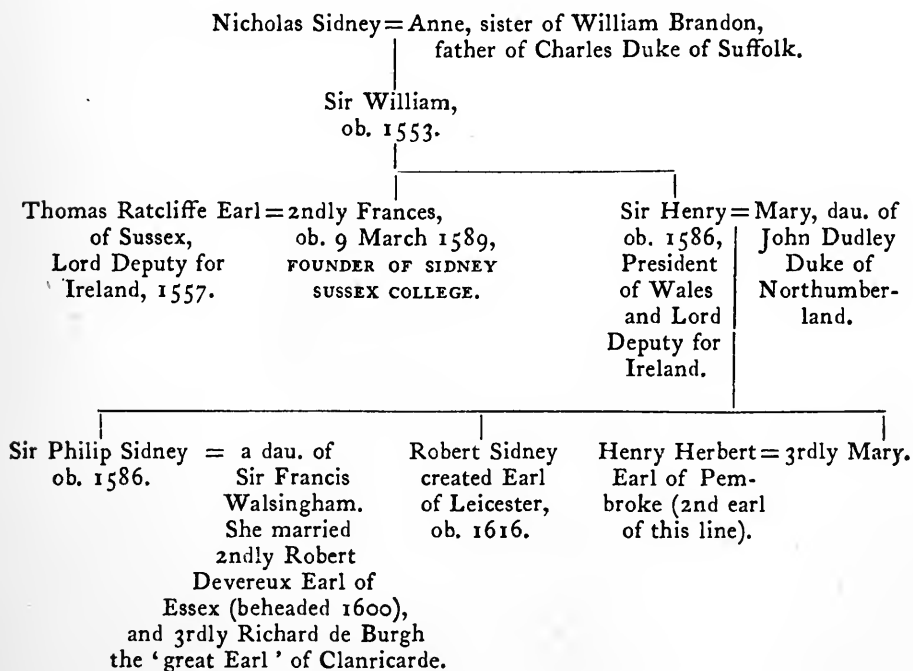 Nicholas Sidney = Anne, sister of William Brandon,
father of Charles Duke of Suffolk.
Sir William,
ob. 1553.
Thomas Ratcliffe Earl = 2ndly Frances,
of Sussex,
Lord Deputy for
Ireland, 1557.
ob. 9 March 1589,
FOUNDER OF SIDNEY
SUSSEX COLLEGE.
Sir Henry = Mary, dau. of
ob. 1586,
President
of Wales
and Lord
Deputy for
Ireland.
John Dudley
Duke of
Northumber-
land.
Sir Philip Sidney = a dau. of
ob. 1586.
Sir Francis
Walsingham.
She married
2ndly Robert
Devereux Earl of
Essex (beheaded 1600),
and 3rdly Richard de Burgh
the ‘great Earl’ of Clanricarde.
Robert Sidney
created Earl
of Leicester,
ob. 1616.
Henry Herbert = 3rdly Mary.
Earl of Pem-
broke (2nd earl
of this line).